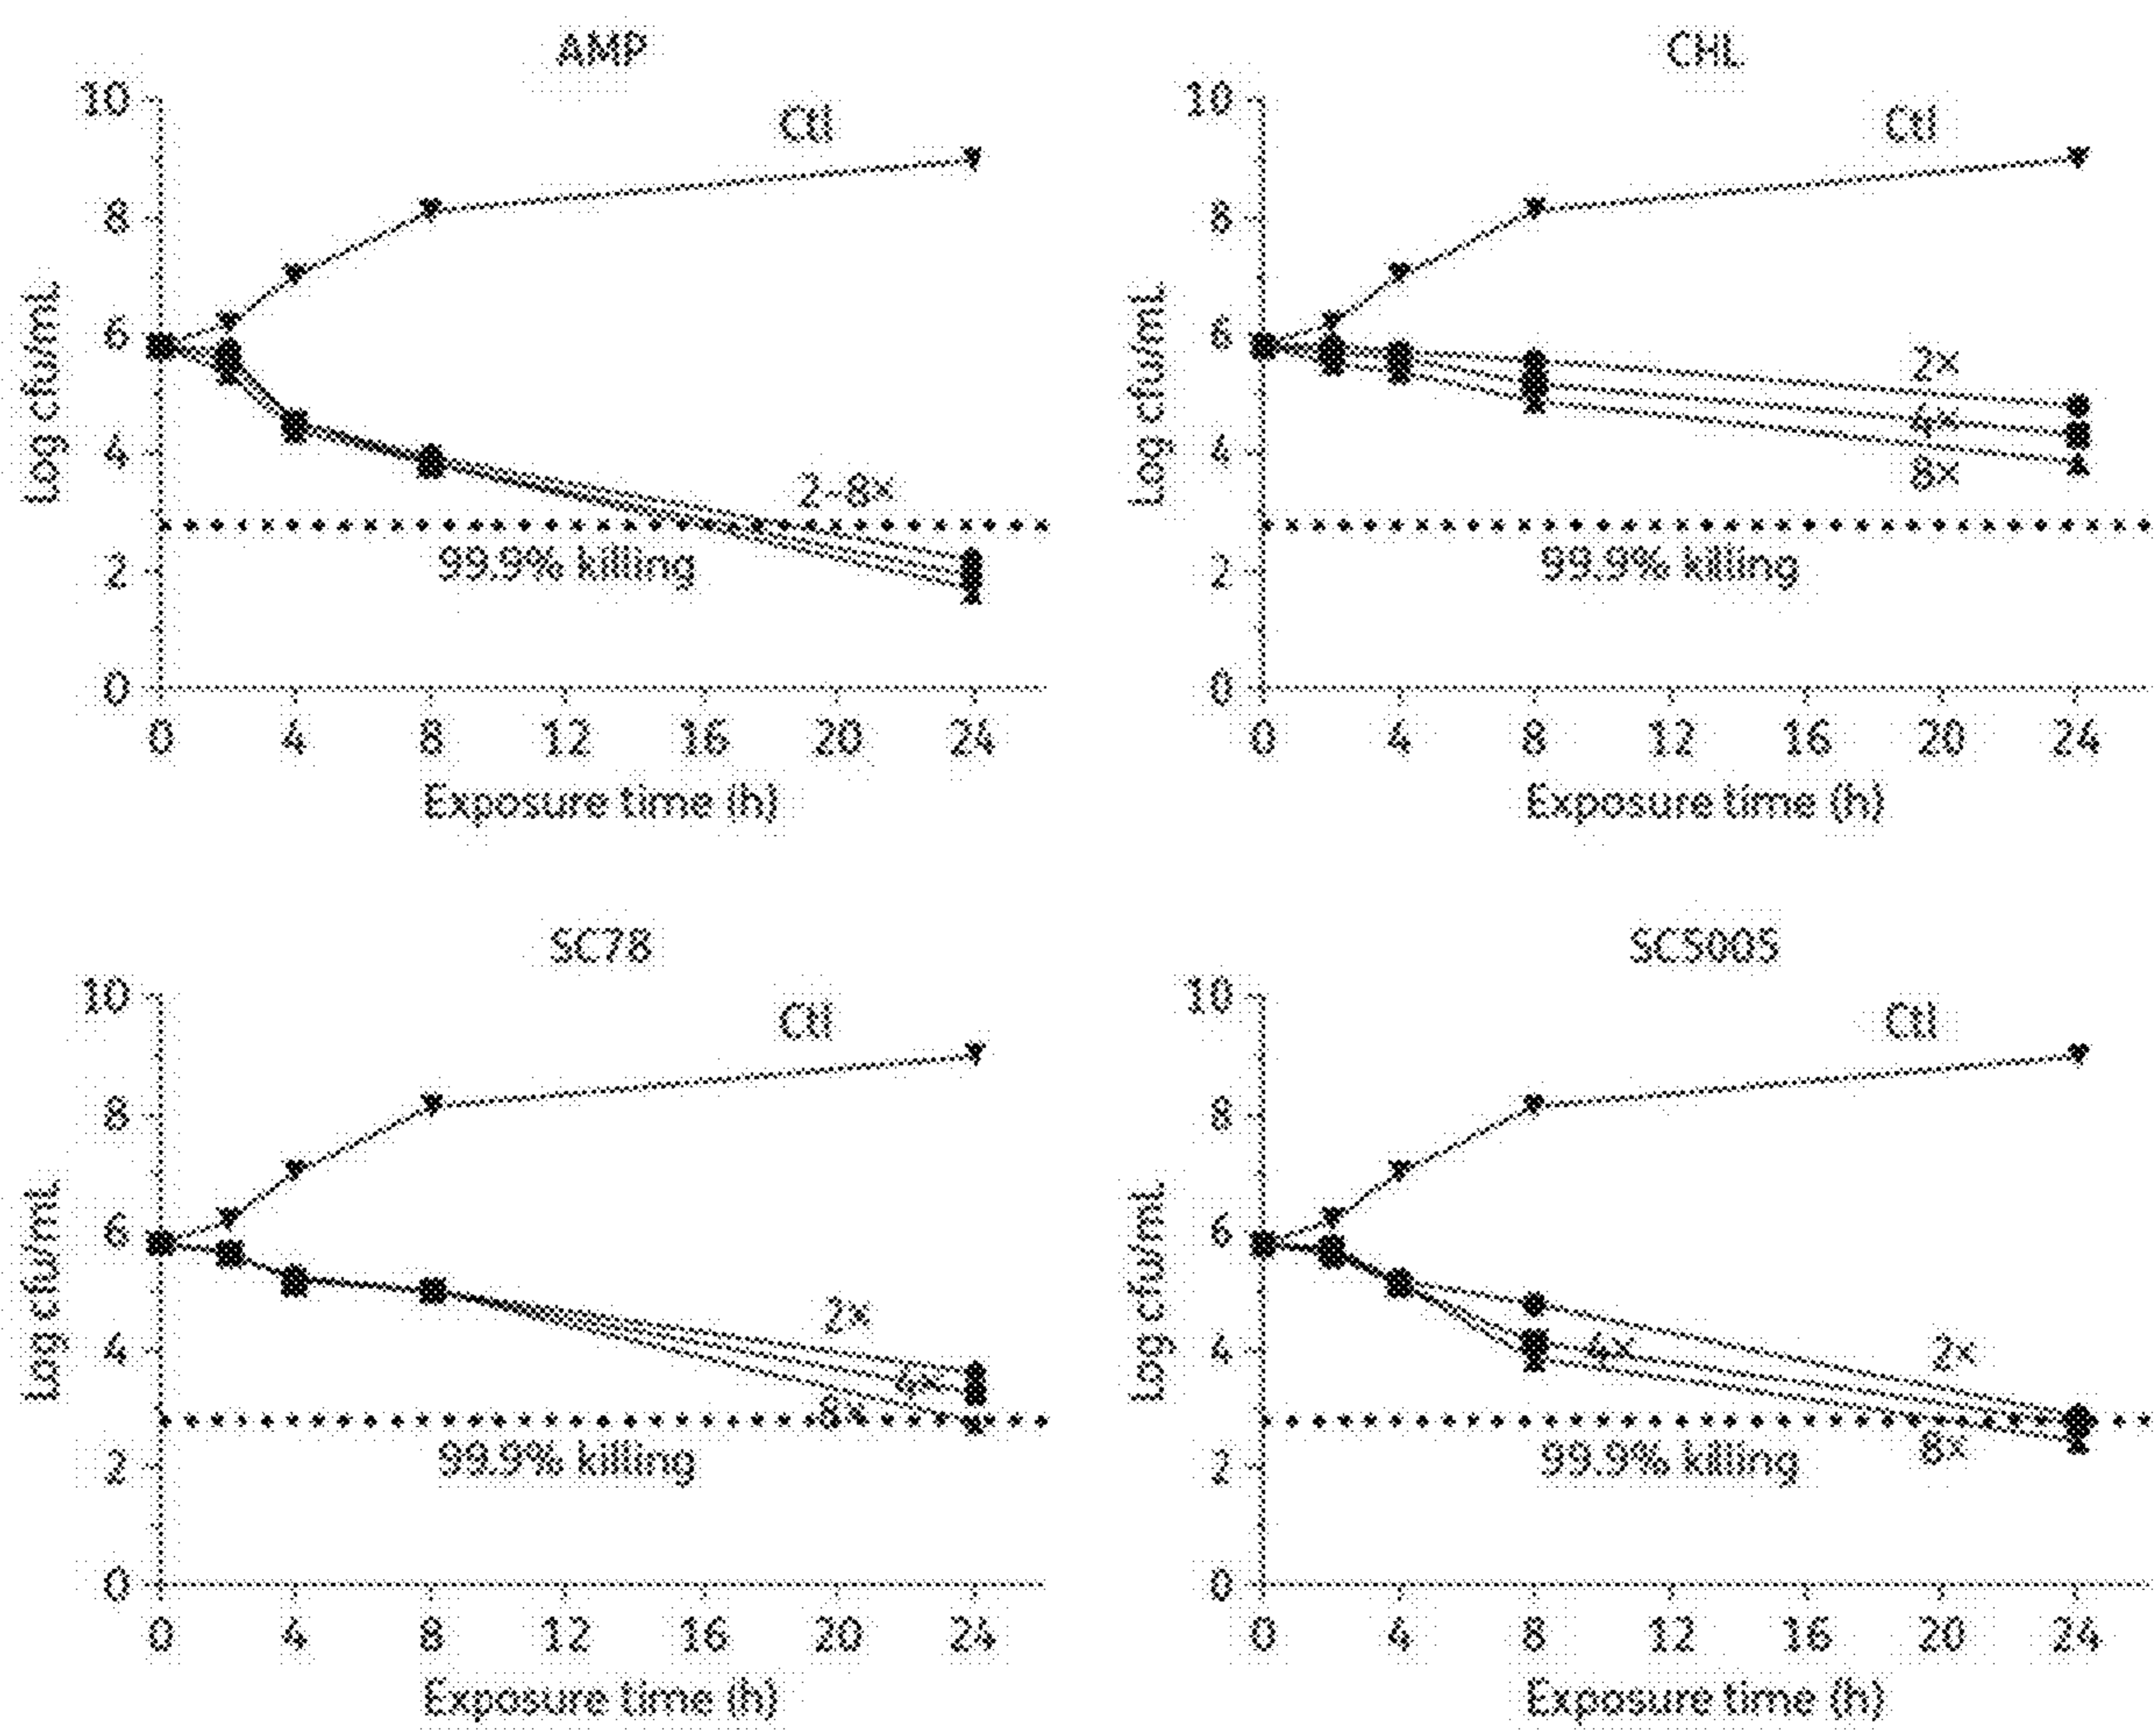 AMP
10
8
6
4
2
0
Log cfu/mL
Ctl
2–8×
99.9% killing
0 4 8 12 16 20 24
Exposure time (h)
CHL
10
8
6
4
2
0
Log cfu/mL
Ctl
2×
4×
8×
99.9% killing
0 4 8 12 16 20 24
Exposure time (h)
SC78
10
8
6
4
2
0
Log cfu/mL
Ctl
2×
4×
8×
99.9% killing
0 4 8 12 16 20 24
Exposure time (h)
SC5005
10
8
6
4
2
0
Log cfu/mL
Ctl
4×
2×
8×
99.9% killing
0 4 8 12 16 20 24
Exposure time (h)